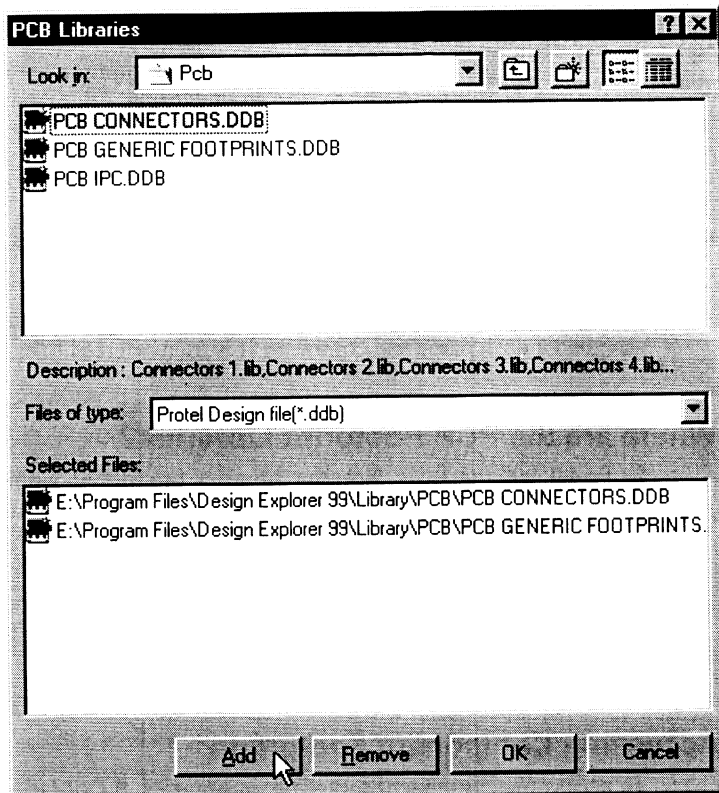 PCB Libraries
Look in: Pcb
PCB CONNECTORS.DDB
PCB GENERIC FOOTPRINTS.DDB
PCB IPC.DDB
Description : Connectors 1.lib,Connectors 2.lib,Connectors 3.lib,Connectors 4.lib...
Files of type: Protel Design file(*.ddb)
Selected Files:
E:\Program Files\Design Explorer 99\Library\PCB\PCB CONNECTORS.DDB
E:\Program Files\Design Explorer 99\Library\PCB\PCB GENERIC FOOTPRINTS.
Add Remove OK Cancel